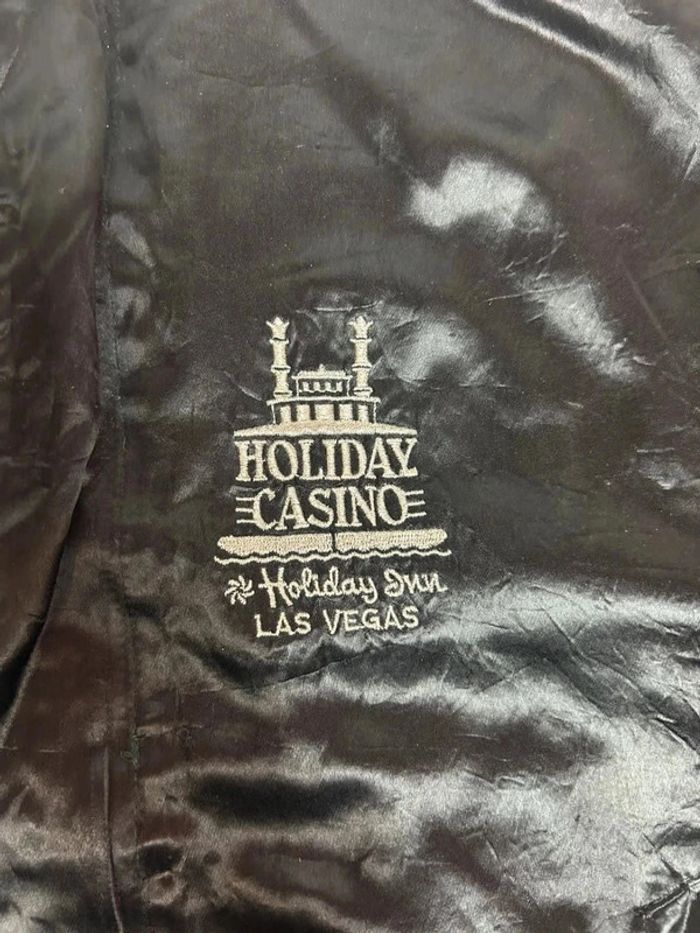 HOLIDAY
CASINO
Holiday Inn
LAS VEGAS